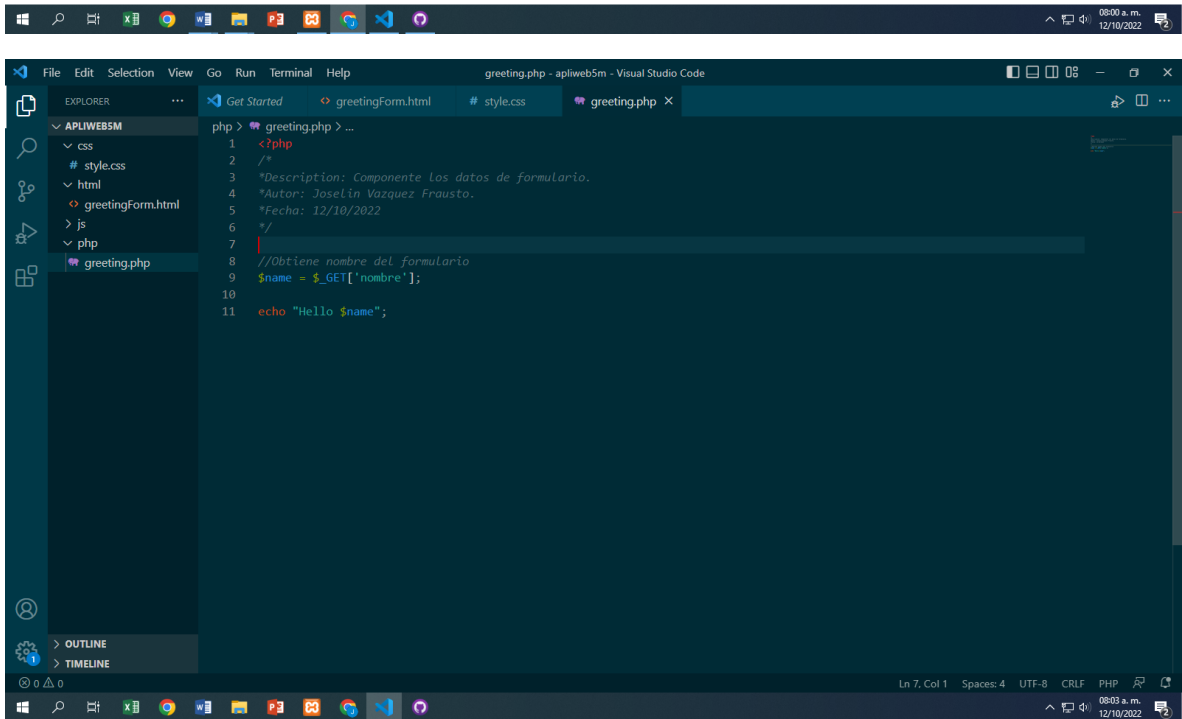 08:00 a. m.
12/10/2022
2
File Edit Selection View Go Run Terminal Help
greeting.php - apliweb5m - Visual Studio Code
EXPLORER
Get Started
greetingForm.html
# style.css
greeting.php
APLIWEB5M
css
# style.css
html
greetingForm.html
js
php
greeting.php
php > greeting.php > ...
1 <?php
2 /*
3 *Description: Componente los datos de formulario.
4 *Autor: Joselin Vazquez Frausto.
5 *Fecha: 12/10/2022
6 */
7
8 //Obtiene nombre del formulario
9 $name = $_GET['nombre'];
10
11 echo "Hello $name";
1
OUTLINE
TIMELINE
0 0
Ln 7, Col 1 Spaces: 4 UTF-8 CRLF PHP
08:03 a. m.
12/10/2022
2